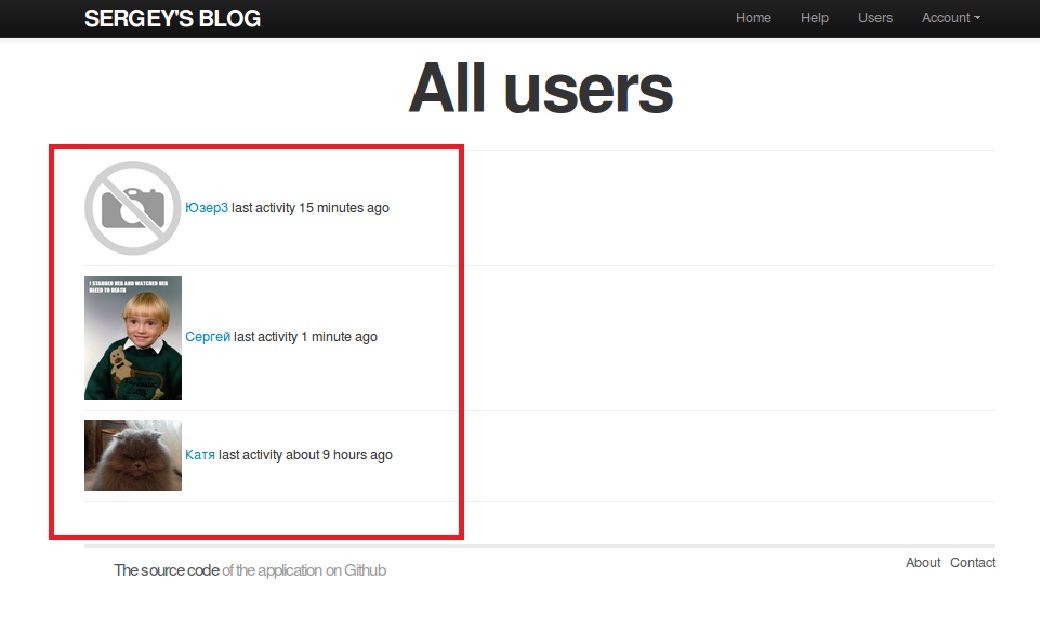 SERGEY'S BLOG
Home Help Users Account
All users
Юзер3 last activity 15 minutes ago
I STABBED HER AND WATCHED HER
BLEED TO DEATH
Сергей last activity 1 minute ago
Катя last activity about 9 hours ago
The source code of the application on Github
About Contact